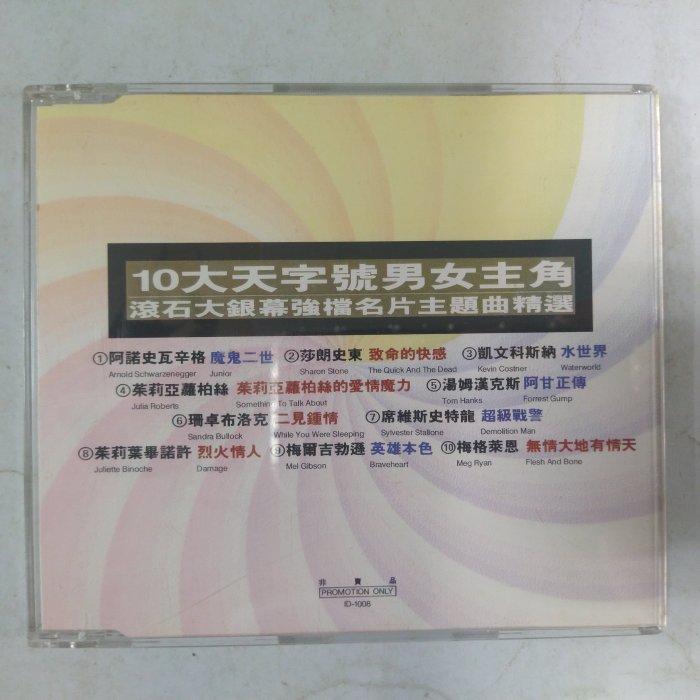 10大天字號男女主角
滾石大銀幕強檔名片主題曲精選
①阿諾史瓦辛格 魔鬼二世 ②莎朗史東 致命的快感 ③凱文科斯納 水世界
Arnold Schwarzenegger Junior Sharon Stone The Quick And The Dead Kevin Costner Waterworld
④茱莉亞蘿柏絲 茱莉亞蘿柏絲的愛情魔力 ⑤湯姆漢克斯 阿甘正傳
Julia Roberts Something To Talk About Tom Hanks Forrest Gump
⑥珊卓布洛克 二見鍾情 ⑦席維斯史特龍 超級戰警
Sandra Bullock While You Were Sleeping Sylvester Stallone Demolition Man
⑧茱莉葉畢諾許 烈火情人 ⑨梅爾吉勃遜 英雄本色 ⑩梅格萊恩 無情大地有情天
Juliette Binoche Damage Mel Gibson Braveheart Meg Ryan Flesh And Bone
非賣品
PROMOTION ONLY
ID-1008